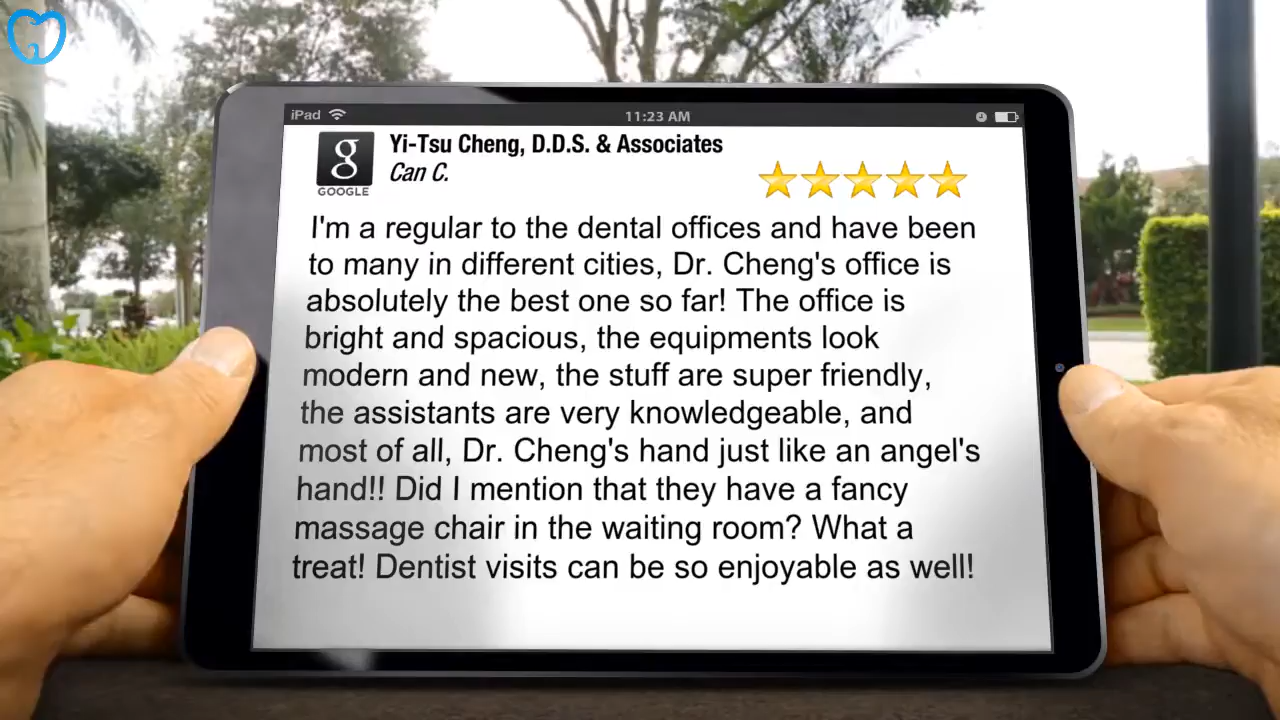 iPad 11:23 AM
g
GOOGLE
Yi-Tsu Cheng, D.D.S. & Associates
Can C.
I'm a regular to the dental offices and have been
to many in different cities, Dr. Cheng's office is
absolutely the best one so far! The office is
bright and spacious, the equipments look
modern and new, the stuff are super friendly,
the assistants are very knowledgeable, and
most of all, Dr. Cheng's hand just like an angel's
hand!! Did I mention that they have a fancy
massage chair in the waiting room? What a
treat! Dentist visits can be so enjoyable as well!